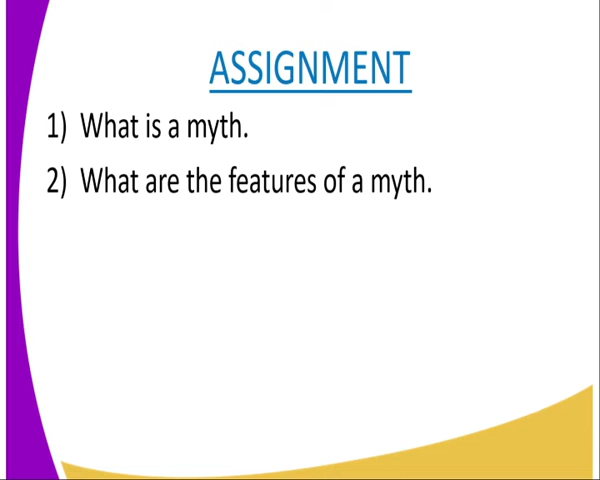 ASSIGNMENT
1) What is a myth.
2) What are the features of a myth.